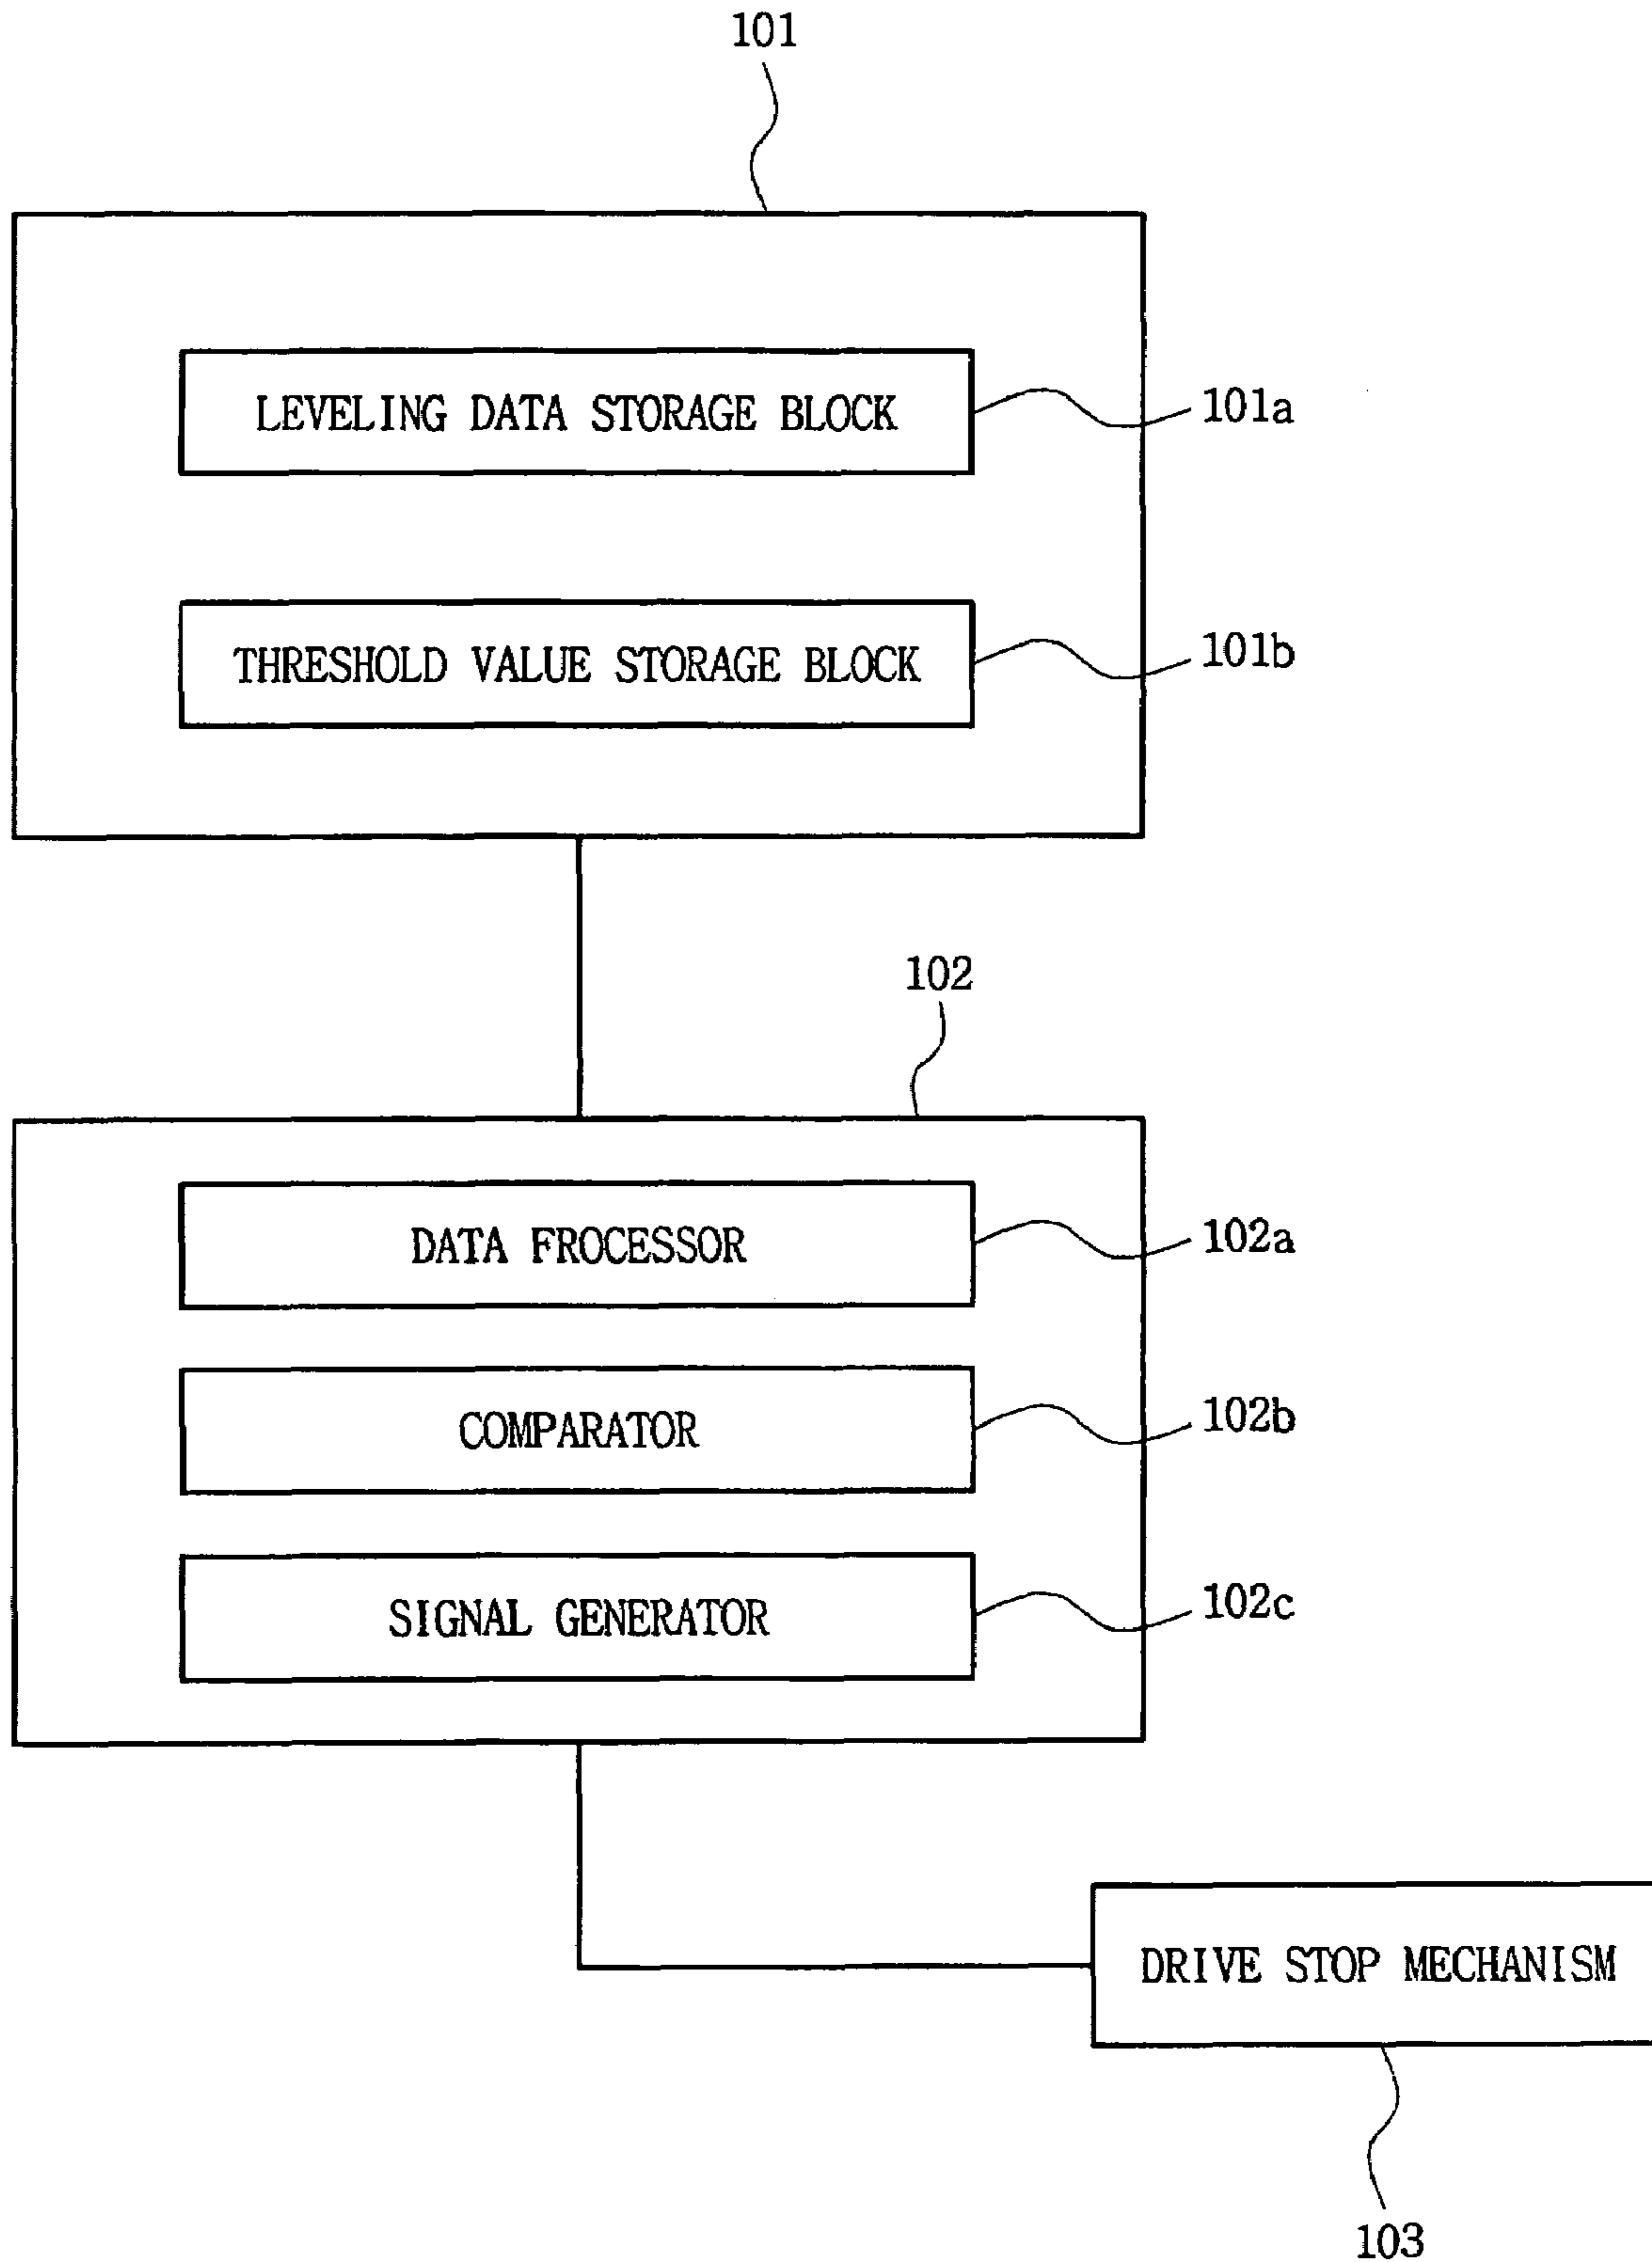 101
LEVELING DATA STORAGE BLOCK
101a
THRESHOLD VALUE STORAGE BLOCK
101b
102
DATA FROCESSOR
102a
COMPARATOR
102b
SIGNAL GENERATOR
102c
DRIVE STOP MECHANISM
103